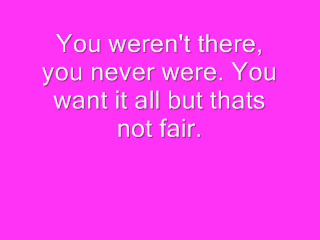 You weren't there,
you never were. You
want it all but thats
not fair.